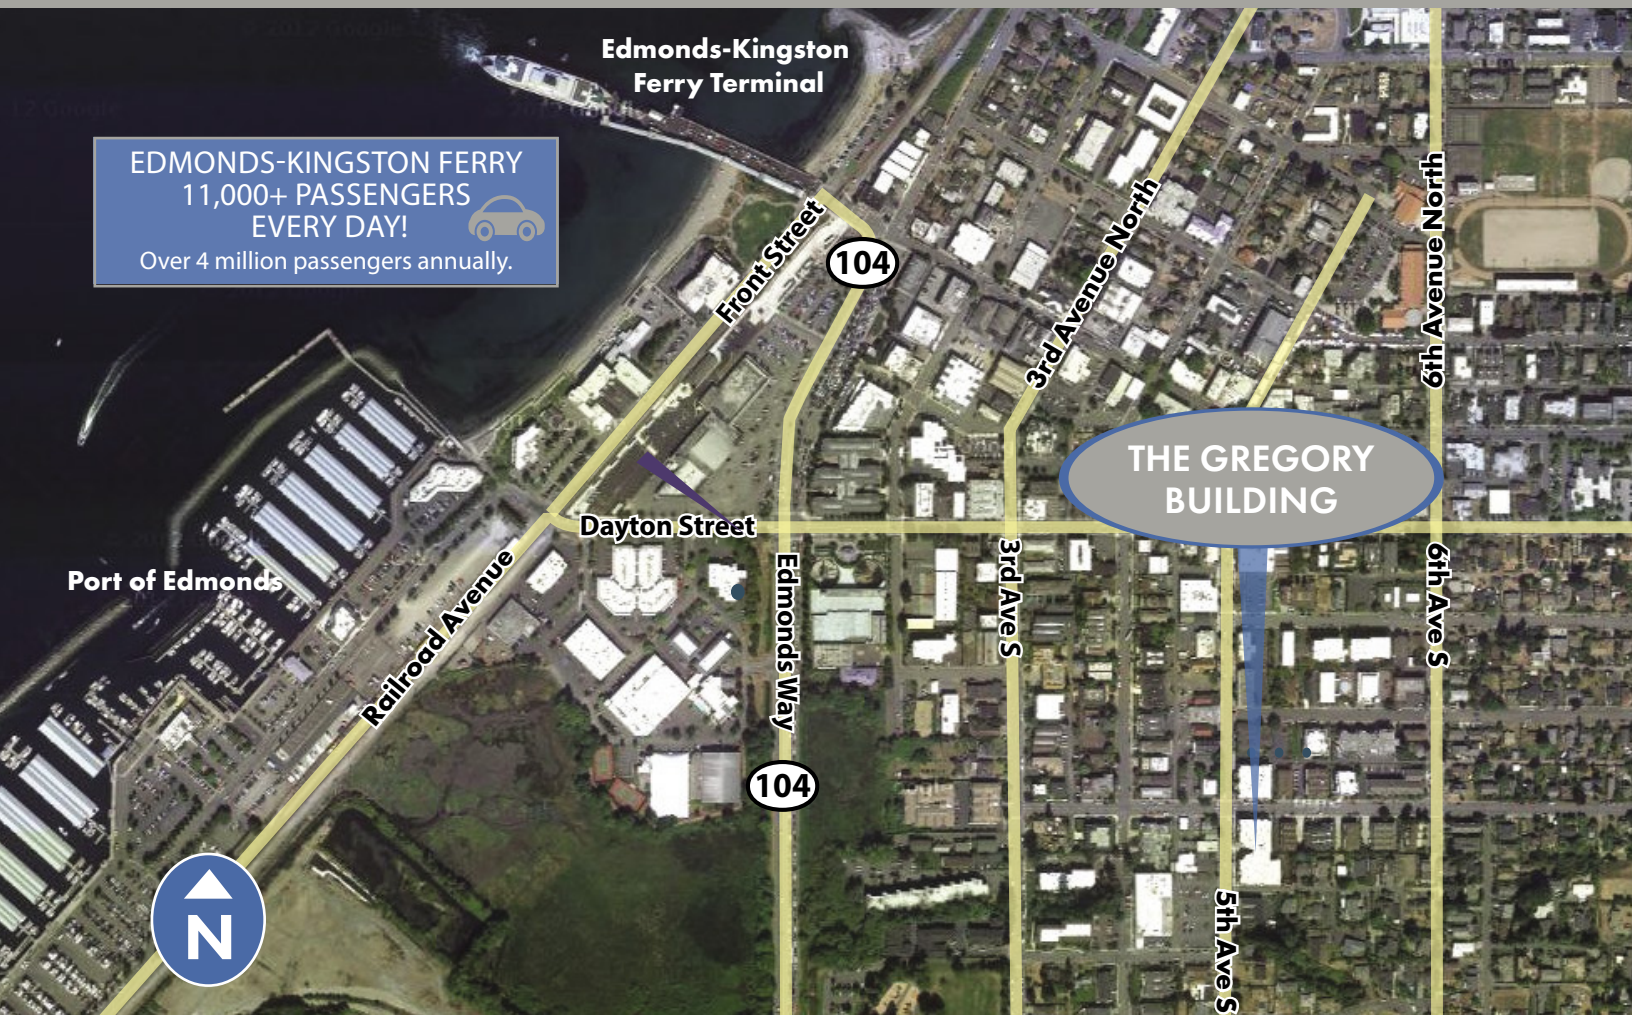 Edmonds-Kingston
Ferry Terminal
EDMONDS-KINGSTON FERRY
11,000+ PASSENGERS
EVERY DAY!
Over 4 million passengers annually.
Front Street
104
3rd Avenue North
6th Avenue North
THE GREGORY
BUILDING
Dayton Street
Port of Edmonds
Railroad Avenue
Edmonds Way
3rd Ave S
6th Ave S
104
5th Ave S
N